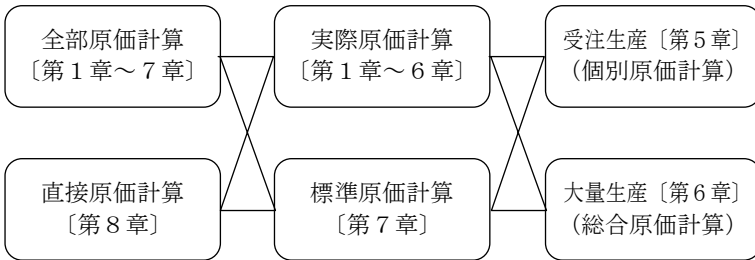 全部原価計算
〔第１章～７章〕
実際原価計算
〔第１章～６章〕
受注生産〔第５章〕
（個別原価計算）
直接原価計算
〔第８章〕
標準原価計算
〔第７章〕
大量生産〔第６章〕
（総合原価計算）